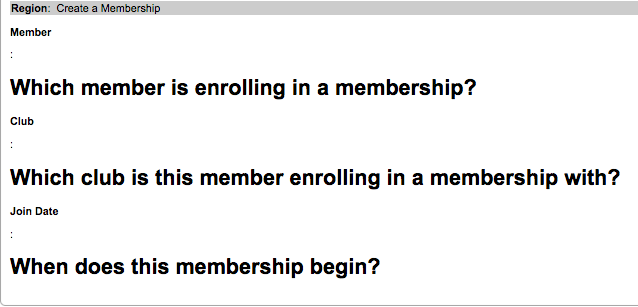 Region: Create a Membership
Member
:
Which member is enrolling in a membership?
Club
:
Which club is this member enrolling in a membership with?
Join Date
:
When does this membership begin?